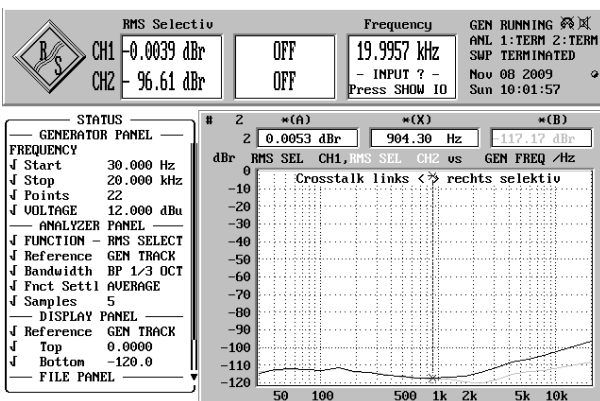 RMS Selectiv
Frequency
R
S
CH1 -0.0039 dBr
CH2 - 96.61 dBr
OFF
OFF
19.9957 kHz
- INPUT ? -
Press SHOW IO
GEN RUNNING
ANL 1:TERM 2:TERM
SWP TERMINATED
Nov 08 2009
Sun 10:01:57
STATUS
GENERATOR PANEL
FREQUENCY
√ Start 30.000 Hz
√ Stop 20.000 kHz
√ Points 22
√ VOLTAGE 12.000 dBu
ANALYZER PANEL
√ FUNCTION - RMS SELECT
√ Reference GEN TRACK
√ Bandwidth BP 1/3 OCT
√ Fnct Settl AVERAGE
√ Samples 5
DISPLAY PANEL
√ Reference GEN TRACK
√ Top 0.0000
√ Bottom -120.0
FILE PANEL
# 2 *(A) *(X) *(B)
2 0.0053 dBr 904.30 Hz -117.17 dBr
dBr RMS SEL CH1,RMS SEL CH2 vs GEN FREQ /Hz
Crosstalk links <-> rechts selektiv
0
-10
-20
-30
-40
-50
-60
-70
-80
-90
-100
-110
-120
50 100 500 1k 2k 5k 10k